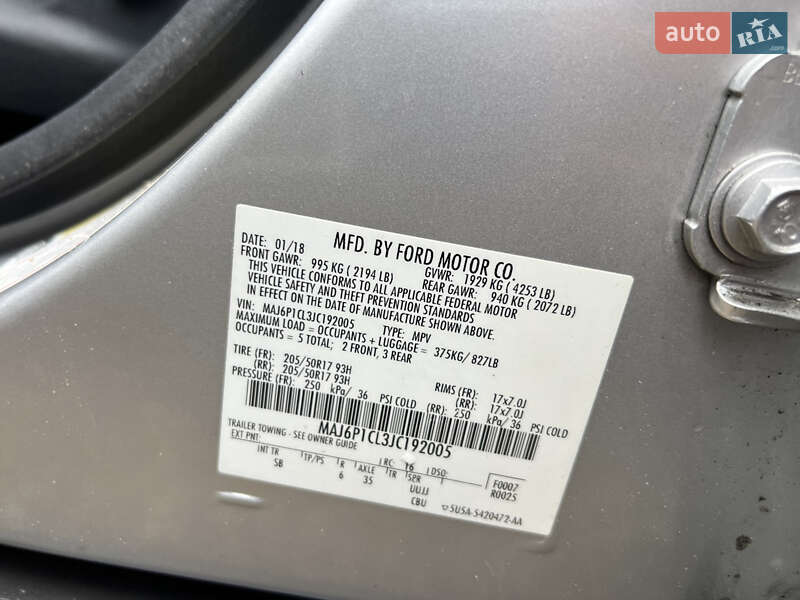 auto RIA
MFD. BY FORD MOTOR CO.
DATE: 01/18 GVWR: 1929 KG ( 4253 LB)
FRONT GAWR: 995 KG ( 2194 LB) REAR GAWR: 940 KG ( 2072 LB)
THIS VEHICLE CONFORMS TO ALL APPLICABLE FEDERAL MOTOR
VEHICLE SAFETY AND THEFT PREVENTION STANDARDS
IN EFFECT ON THE DATE OF MANUFACTURE SHOWN ABOVE.
VIN: MAJ6P1CL3JC192005 TYPE: MPV
MAXIMUM LOAD = OCCUPANTS + LUGGAGE = 375KG/ 827LB
OCCUPANTS = 5 TOTAL; 2 FRONT, 3 REAR
TIRE (FR): 205/50R17 93H RIMS (FR): 17x7.0J
(RR): 205/50R17 93H (RR): 17x7.0J
PRESSURE (FR): 250 kPa/ 36 PSI COLD (RR): 250 kPa/ 36 PSI COLD
MAJ6P1CL3JC192005
TRAILER TOWING - SEE OWNER GUIDE
EXT PNT: RC: 16 DSO: F0007
INT TR TP/PS R AXLE TR SPR R0025
SB 6 35 UUJJ
CBU 5U5A-5420472-AA